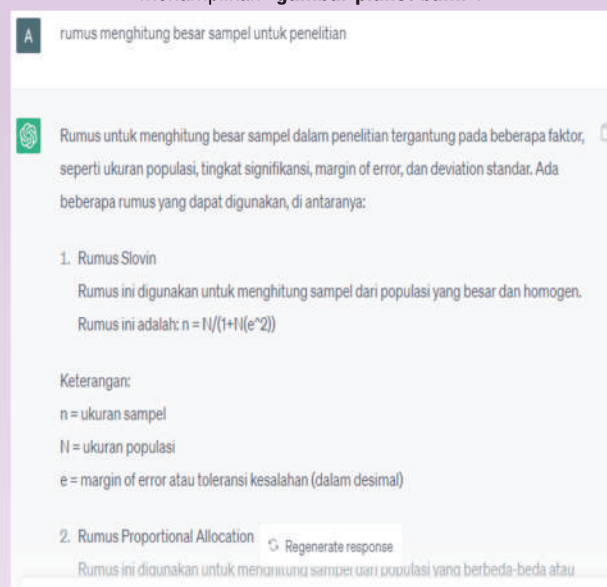 A
rumus menghitung besar sampel untuk penelitian
Rumus untuk menghitung besar sampel dalam penelitian tergantung pada beberapa faktor,
seperti ukuran populasi, tingkat signifikansi, margin of error, dan deviation standar. Ada
beberapa rumus yang dapat digunakan, di antaranya:
1. Rumus Slovin
Rumus ini digunakan untuk menghitung sampel dari populasi yang besar dan homogen.
Rumus ini adalah: n = N/(1+N(e^2))
Keterangan:
n = ukuran sampel
N = ukuran populasi
e = margin of error atau toleransi kesalahan (dalam desimal)
2. Rumus Proportional Allocation
Regenerate response
Rumus ini digunakan untuk menghitung sampel dari populasi yang berbeda-beda atau